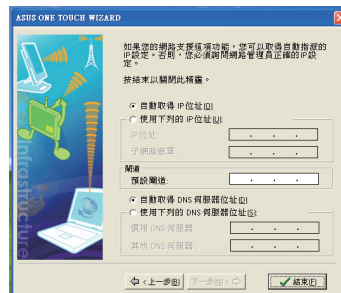 ASUS ONE TOUCH WIZARD
如果您的網路支援這項功能，您可以取得自動指派的
IP設定。否則，您必須詢問網路管理員正確的IP設
定。
按結束以關閉此精靈。
自動取得 IP位址(O)
使用下列的 IP位址(U):
IP位址:
子網路遮罩:
閘道
預設閘道:
自動取得 DNS 伺服器位址(D)
使用下列的 DNS 伺服器位址(S):
慣用 DNS 伺服器:
其他 DNS 伺服器:
<上一步(B)
下一步(N)>
結束(F)
Infrastructure